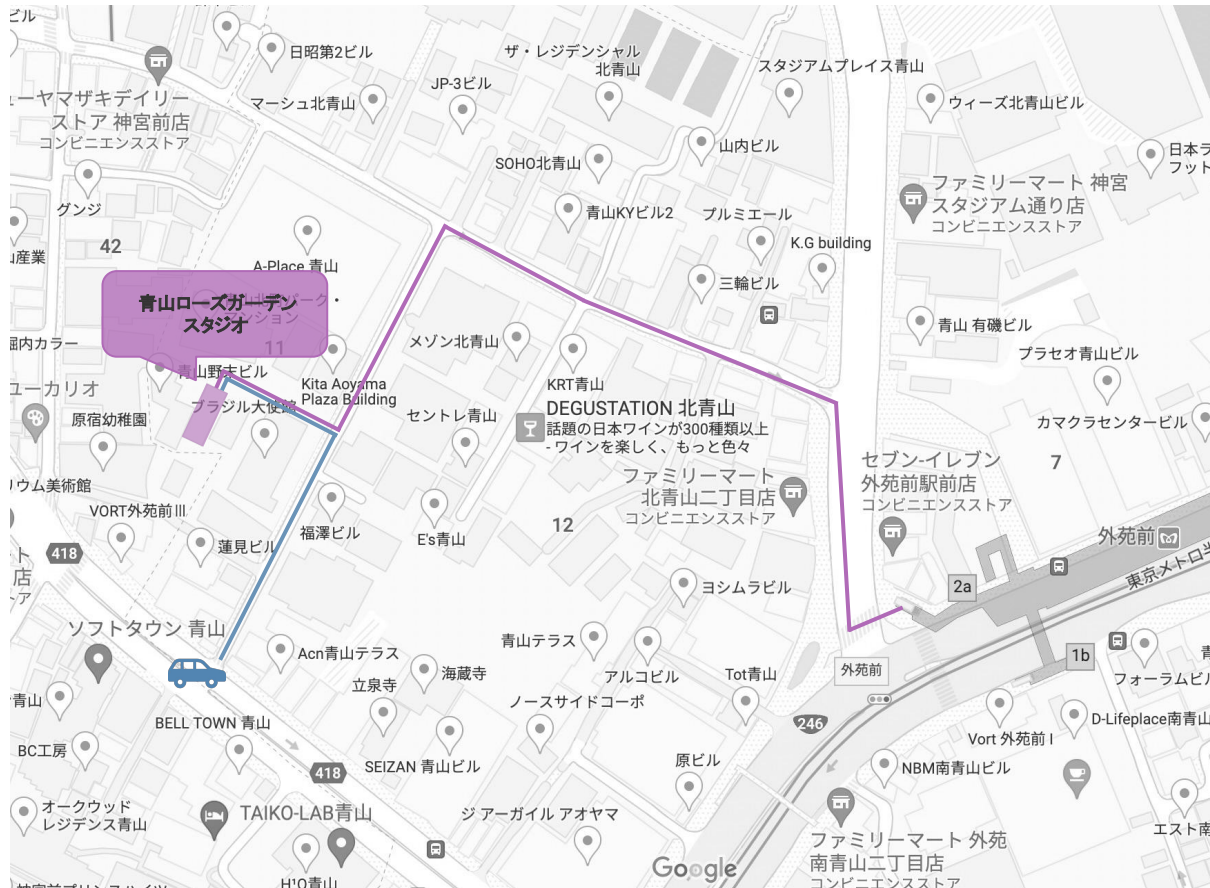 ビル
日昭第2ビル
ザ・レジデンシャル
北青山
スタジアムプレイス青山
JP-3ビル
マーシュ北青山
ウィーズ北青山ビル
ューヤマザキデイリー
ストア 神宮前店
コンビニエンスストア
山内ビル
SOHO北青山
日本ラ
フット
ファミリーマート 神宮
スタジアム通り店
コンビニエンスストア
グンジ
青山KYビル2
プルミエール
K.G building
山産業
42
A-Place 青山
三輪ビル
青山ローズガーデン
スタジオ
11
青山 有磯ビル
堀内カラー
メゾン北青山
プラセオ青山ビル
青山野末ビル
ユーカリオ
Kita Aoyama
Plaza Building
KRT青山
ブラジル大使館
原宿幼稚園
セントレ青山
DEGUSTATION 北青山
話題の日本ワインが300種類以上
- ワインを楽しく、もっと色々
カマクラセンタービル
セブン-イレブン
外苑前駅前店
コンビニエンスストア
7
リウム美術館
ファミリーマート
北青山二丁目店
コンビニエンスストア
VORT外苑前Ⅲ
福澤ビル
E's青山
12
蓮見ビル
418
外苑前
東京メトロ半
ト
店
トア
2a
ヨシムラビル
ソフトタウン 青山
青山テラス
Acn青山テラス
海蔵寺
アルコビル
外苑前
1b
フォーラムビル
立泉寺
Tot青山
青山
BELL TOWN 青山
ノースサイドコーポ
246
D-Lifeplace南青山
Vort 外苑前 I
BC工房
418
SEIZAN 青山ビル
原ビル
NBM南青山ビル
オークウッド
レジデンス青山
TAIKO-LAB青山
ジ アーガイル アオヤマ
エスト南
ファミリーマート 外苑
南青山二丁目店
コンビニエンスストア
Google
H¹O青山